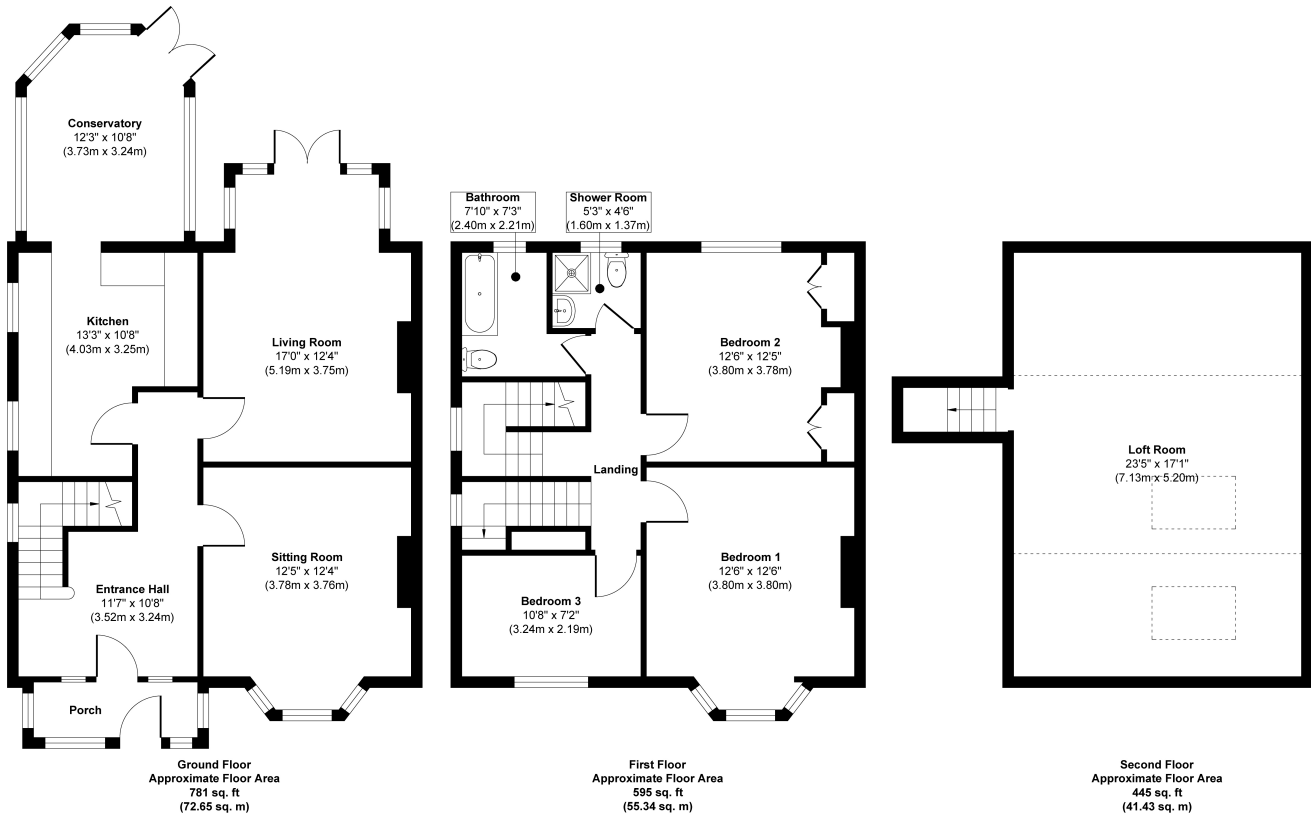 Conservatory
12'3" x 10'8"
(3.73m x 3.24m)
Kitchen
13'3" x 10'8"
(4.03m x 3.25m)
Living Room
17'0" x 12'4"
(5.19m x 3.75m)
Sitting Room
12'5" x 12'4"
(3.78m x 3.76m)
Entrance Hall
11'7" x 10'8"
(3.52m x 3.24m)
Porch
Ground Floor
Approximate Floor Area
781 sq. ft
(72.65 sq. m)
Bathroom
7'10" x 7'3"
(2.40m x 2.21m)
Shower Room
5'3" x 4'6"
(1.60m x 1.37m)
Bedroom 2
12'6" x 12'5"
(3.80m x 3.78m)
Landing
Bedroom 1
12'6" x 12'6"
(3.80m x 3.80m)
Bedroom 3
10'8" x 7'2"
(3.24m x 2.19m)
First Floor
Approximate Floor Area
595 sq. ft
(55.34 sq. m)
Loft Room
23'5" x 17'1"
(7.13m x 5.20m)
Second Floor
Approximate Floor Area
445 sq. ft
(41.43 sq. m)